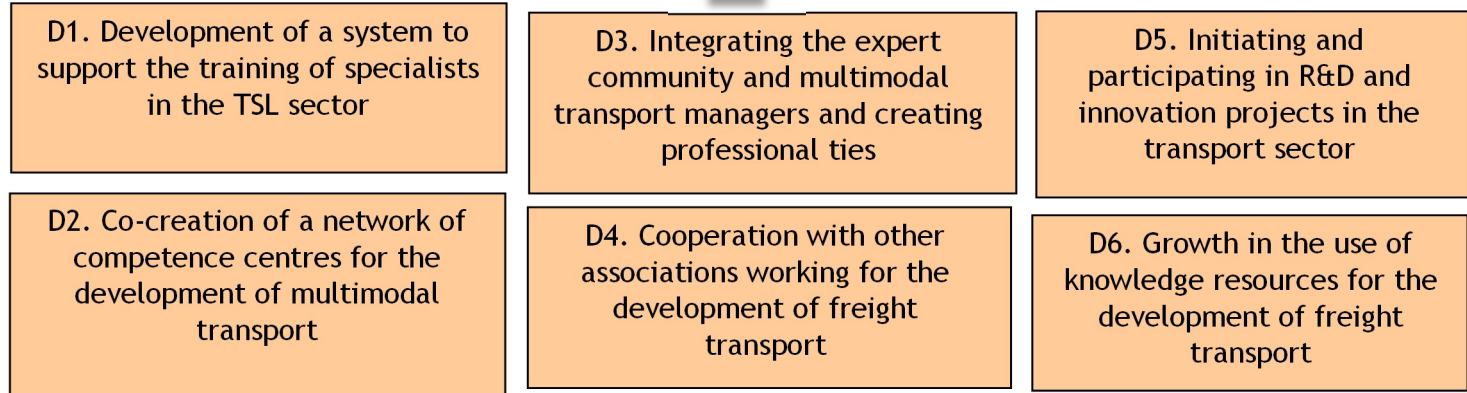 D1. Development of a system to
support the training of specialists
in the TSL sector
D2. Co-creation of a network of
competence centres for the
development of multimodal
transport
D3. Integrating the expert
community and multimodal
transport managers and creating
professional ties
D4. Cooperation with other
associations working for the
development of freight
transport
D5. Initiating and
participating in R&D and
innovation projects in the
transport sector
D6. Growth in the use of
knowledge resources for the
development of freight
transport